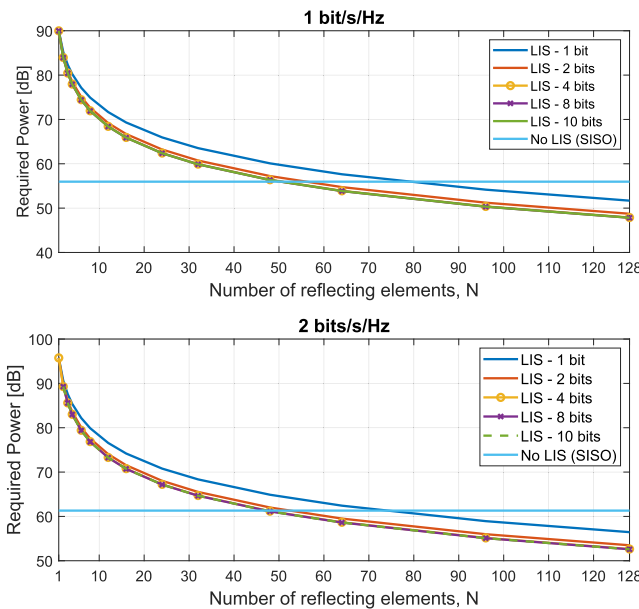 1 bit/s/Hz
Required Power [dB]
90
80
70
60
50
40
LIS - 1 bit
LIS - 2 bits
LIS - 4 bits
LIS - 8 bits
LIS - 10 bits
No LIS (SISO)
10 20 30 40 50 60 70 80 90 100 110 128
Number of reflecting elements, N
2 bits/s/Hz
Required Power [dB]
100
90
80
70
60
50
LIS - 1 bit
LIS - 2 bits
LIS - 4 bits
LIS - 8 bits
LIS - 10 bits
No LIS (SISO)
1 10 20 30 40 50 60 70 80 90 100 110 128
Number of reflecting elements, N